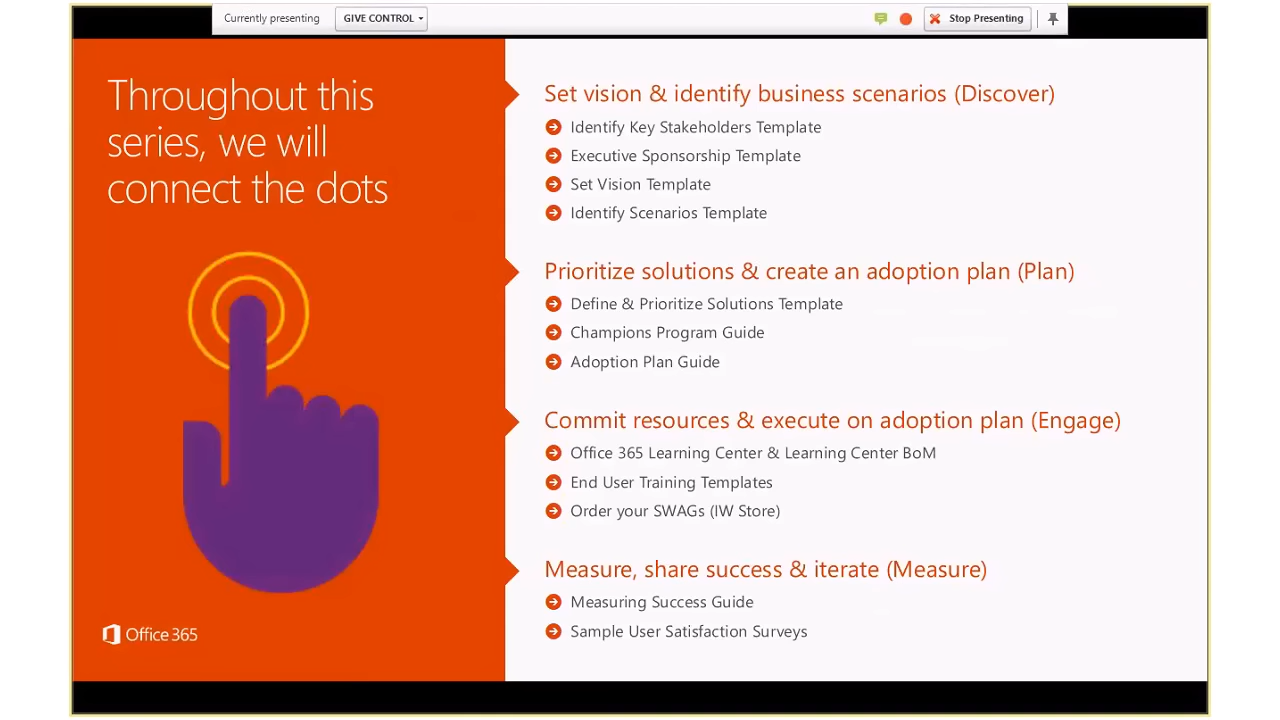 Currently presenting
GIVE CONTROL
Stop Presenting
Throughout this
series, we will
connect the dots
Office 365
Set vision & identify business scenarios (Discover)
Identify Key Stakeholders Template
Executive Sponsorship Template
Set Vision Template
Identify Scenarios Template
Prioritize solutions & create an adoption plan (Plan)
Define & Prioritize Solutions Template
Champions Program Guide
Adoption Plan Guide
Commit resources & execute on adoption plan (Engage)
Office 365 Learning Center & Learning Center BoM
End User Training Templates
Order your SWAGs (IW Store)
Measure, share success & iterate (Measure)
Measuring Success Guide
Sample User Satisfaction Surveys